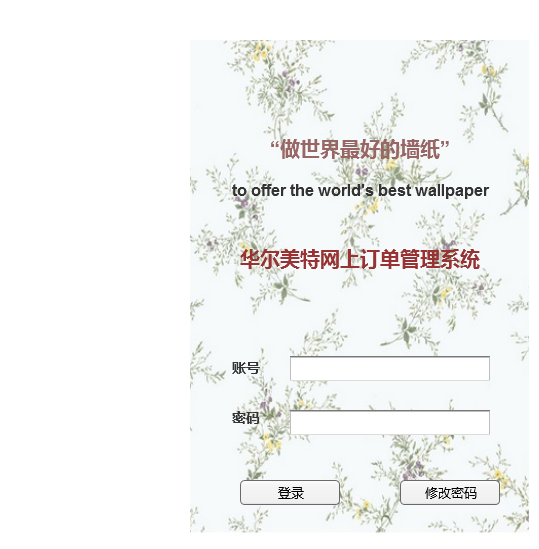 “做世界最好的墙纸”
to offer the world's best wallpaper
华尔美特网上订单管理系统
账号
密码
登录 修改密码